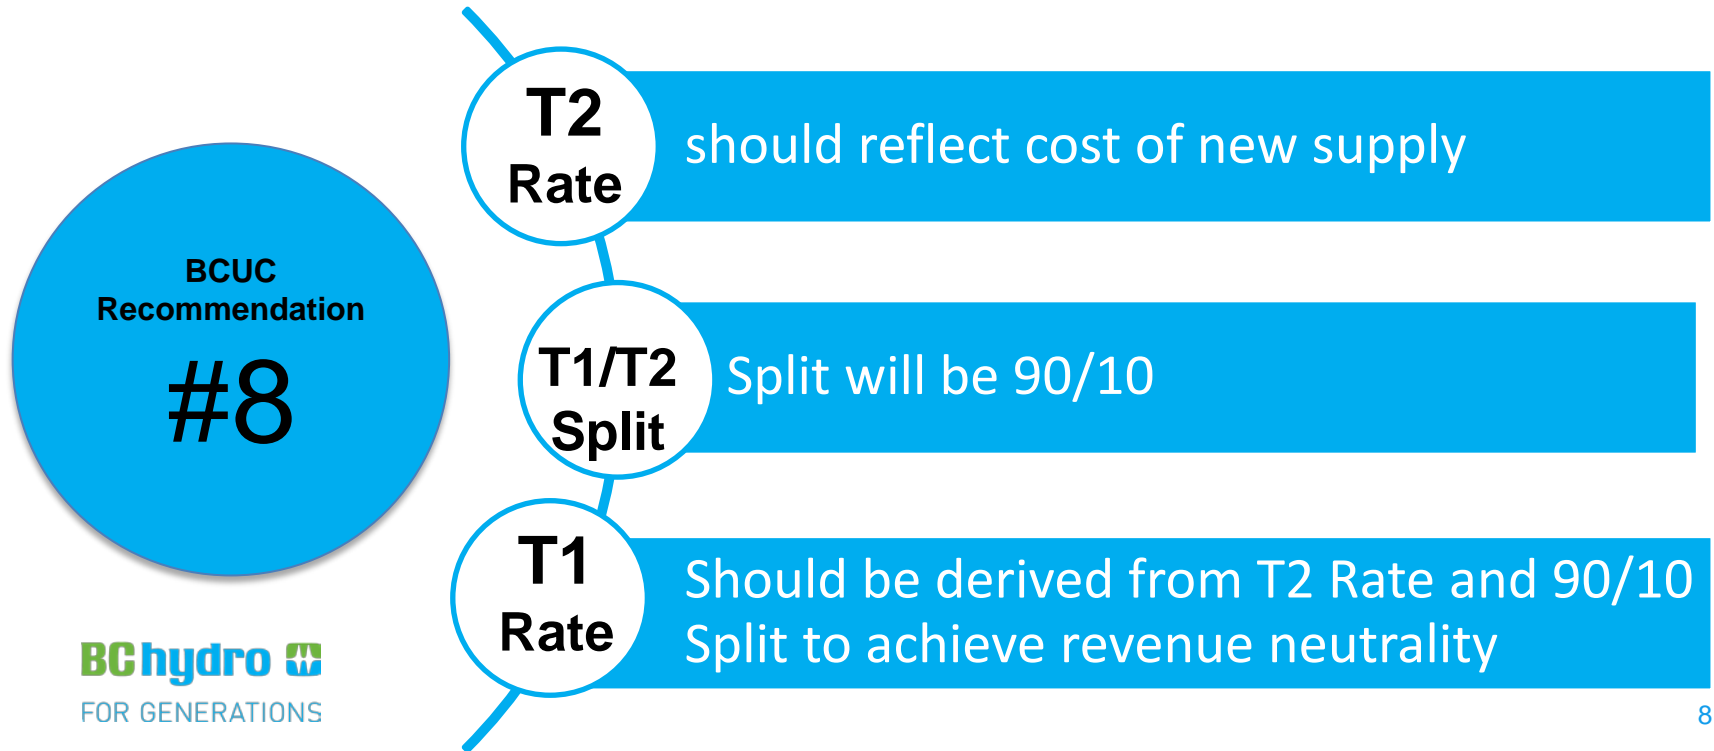 BCUC
Recommendation
#8
T2
Rate
should reflect cost of new supply
T1/T2
Split
Split will be 90/10
T1
Rate
Should be derived from T2 Rate and 90/10
Split to achieve revenue neutrality
BC hydro
FOR GENERATIONS
8